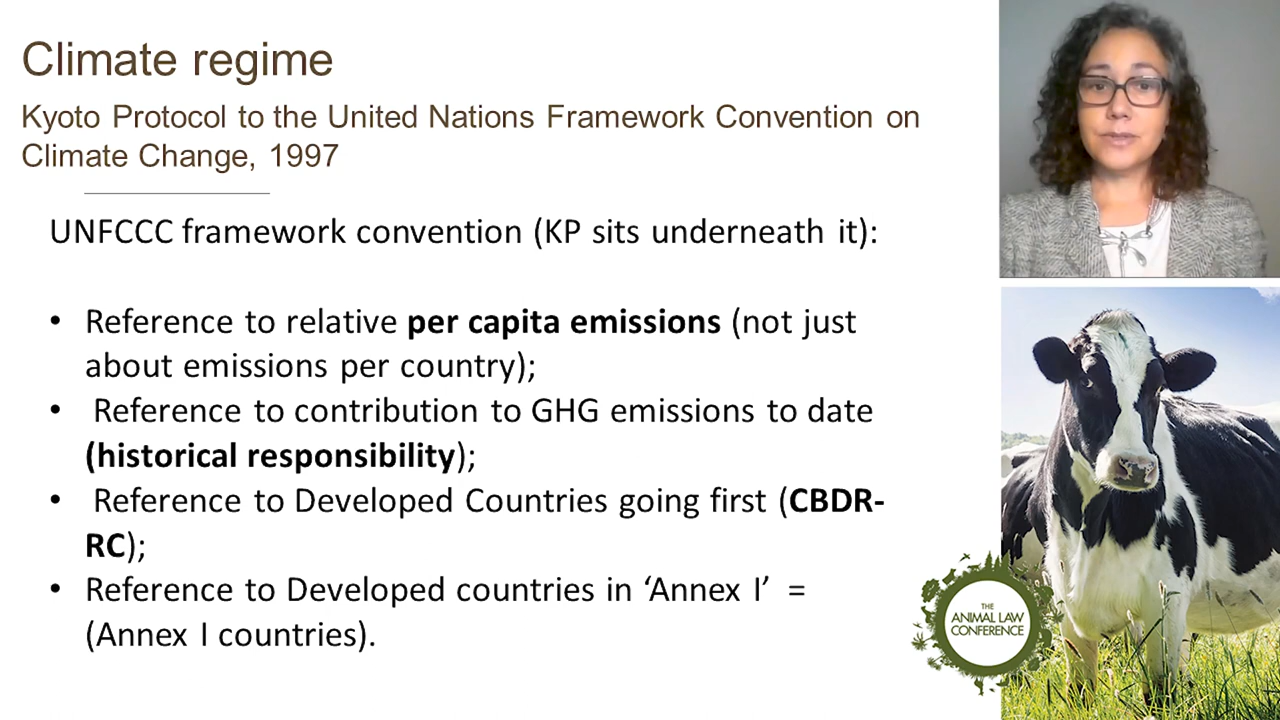 Climate regime
Kyoto Protocol to the United Nations Framework Convention on
Climate Change, 1997
UNFCCC framework convention (KP sits underneath it):
• Reference to relative per capita emissions (not just
about emissions per country);
• Reference to contribution to GHG emissions to date
(historical responsibility);
• Reference to Developed Countries going first (CBDR-
RC);
• Reference to Developed countries in ‘Annex I’ =
(Annex I countries).
THE
ANIMAL LAW
CONFERENCE